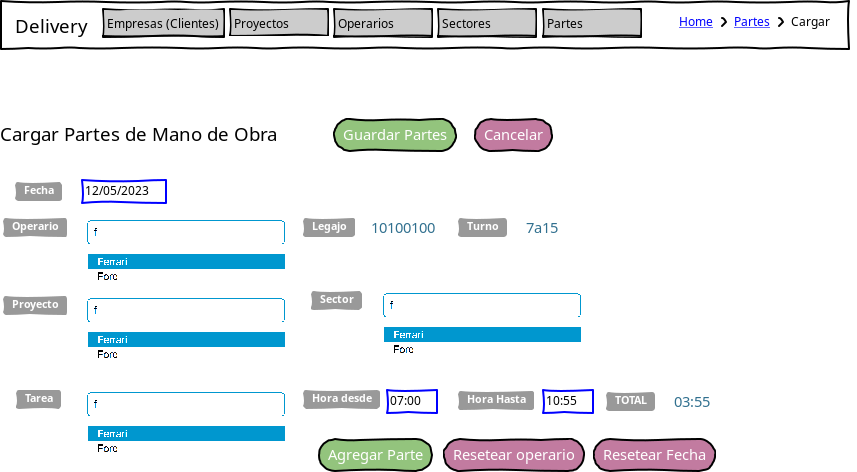 Delivery Empresas (Clientes) Proyectos Operarios Sectores Partes Home > Partes > Cargar
Cargar Partes de Mano de Obra Guardar Partes Cancelar
Fecha 12/05/2023
Operario f Legajo 10100100 Turno 7a15
Ferrari
Ford
Proyecto f Sector f
Ferrari Ferrari
Ford Ford
Tarea f Hora desde 07:00 Hora Hasta 10:55 TOTAL 03:55
Ferrari
Ford
Agregar Parte Resetear operario Resetear Fecha